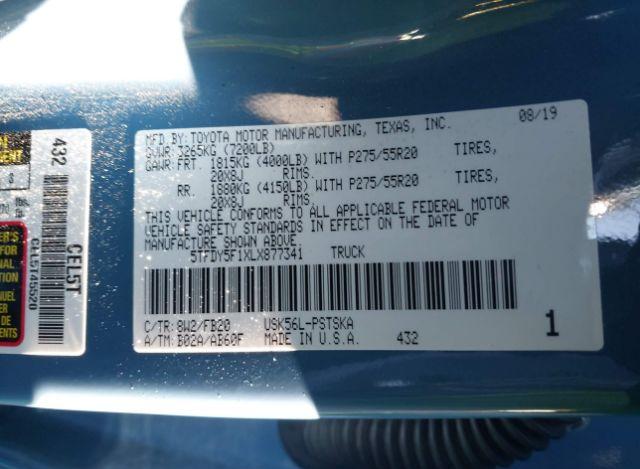 MFD BY: TOYOTA MOTOR MANUFACTURING, TEXAS, INC. 08/19
GVWR 3265KG (7200LB)
GAWR: FRT. 1815KG (4000LB) WITH P275/55R20 TIRES,
20X8J RIMS.
RR. 1880KG (4150LB) WITH P275/55R20 TIRES,
20X8J RIMS.
THIS VEHICLE CONFORMS TO ALL APPLICABLE FEDERAL MOTOR
VEHICLE SAFETY STANDARDS IN EFFECT ON THE DATE OF
MANUFACTURE SHOWN ABOVE.
5TFDY5F1XLX877341 TRUCK
C/TR: 8W2/FB20 USK56L-PSTSKA
A/TM: B02A/AB60F MADE IN U.S.A. 432 1
432
CEL5T